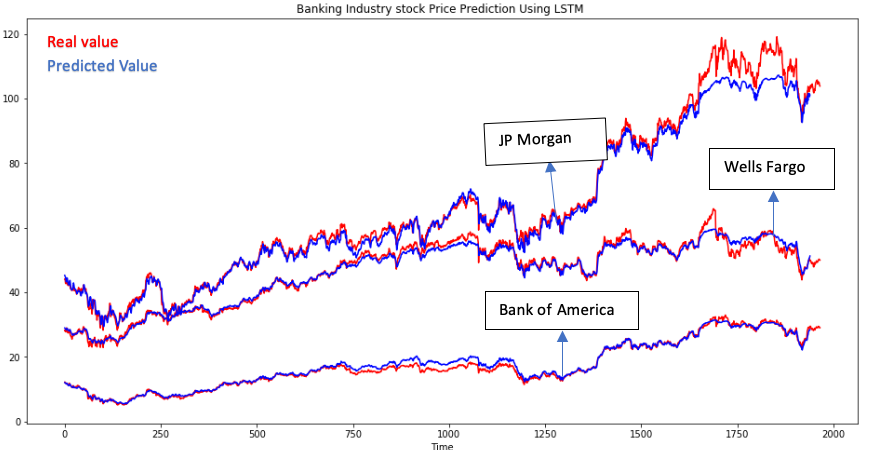 Banking Industry stock Price Prediction Using LSTM
Real value
Predicted Value
JP Morgan
Wells Fargo
Bank of America
120
100
80
60
40
20
0
0 250 500 750 1000 1250 1500 1750 2000
Time